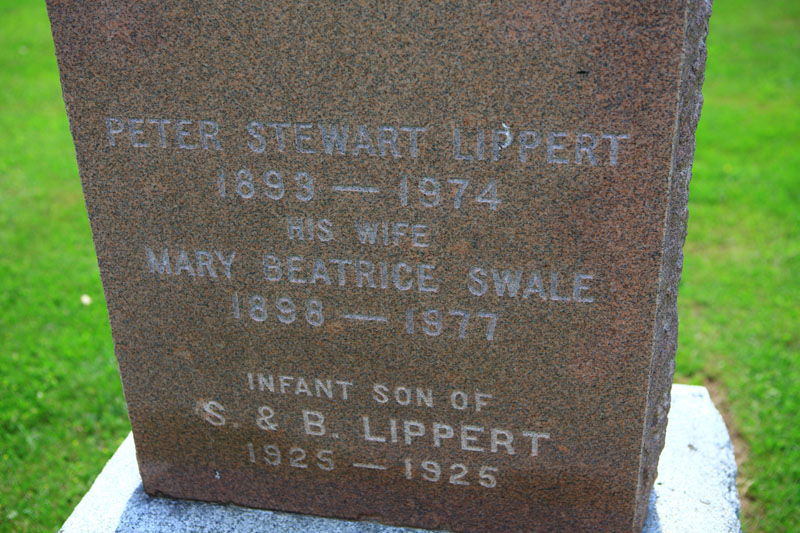 PETER STEWART LIPPERT
1893 — 1974
HIS WIFE
MARY BEATRICE SWALE
1898 — 1977
INFANT SON OF
S. & B. LIPPERT
1925 — 1925